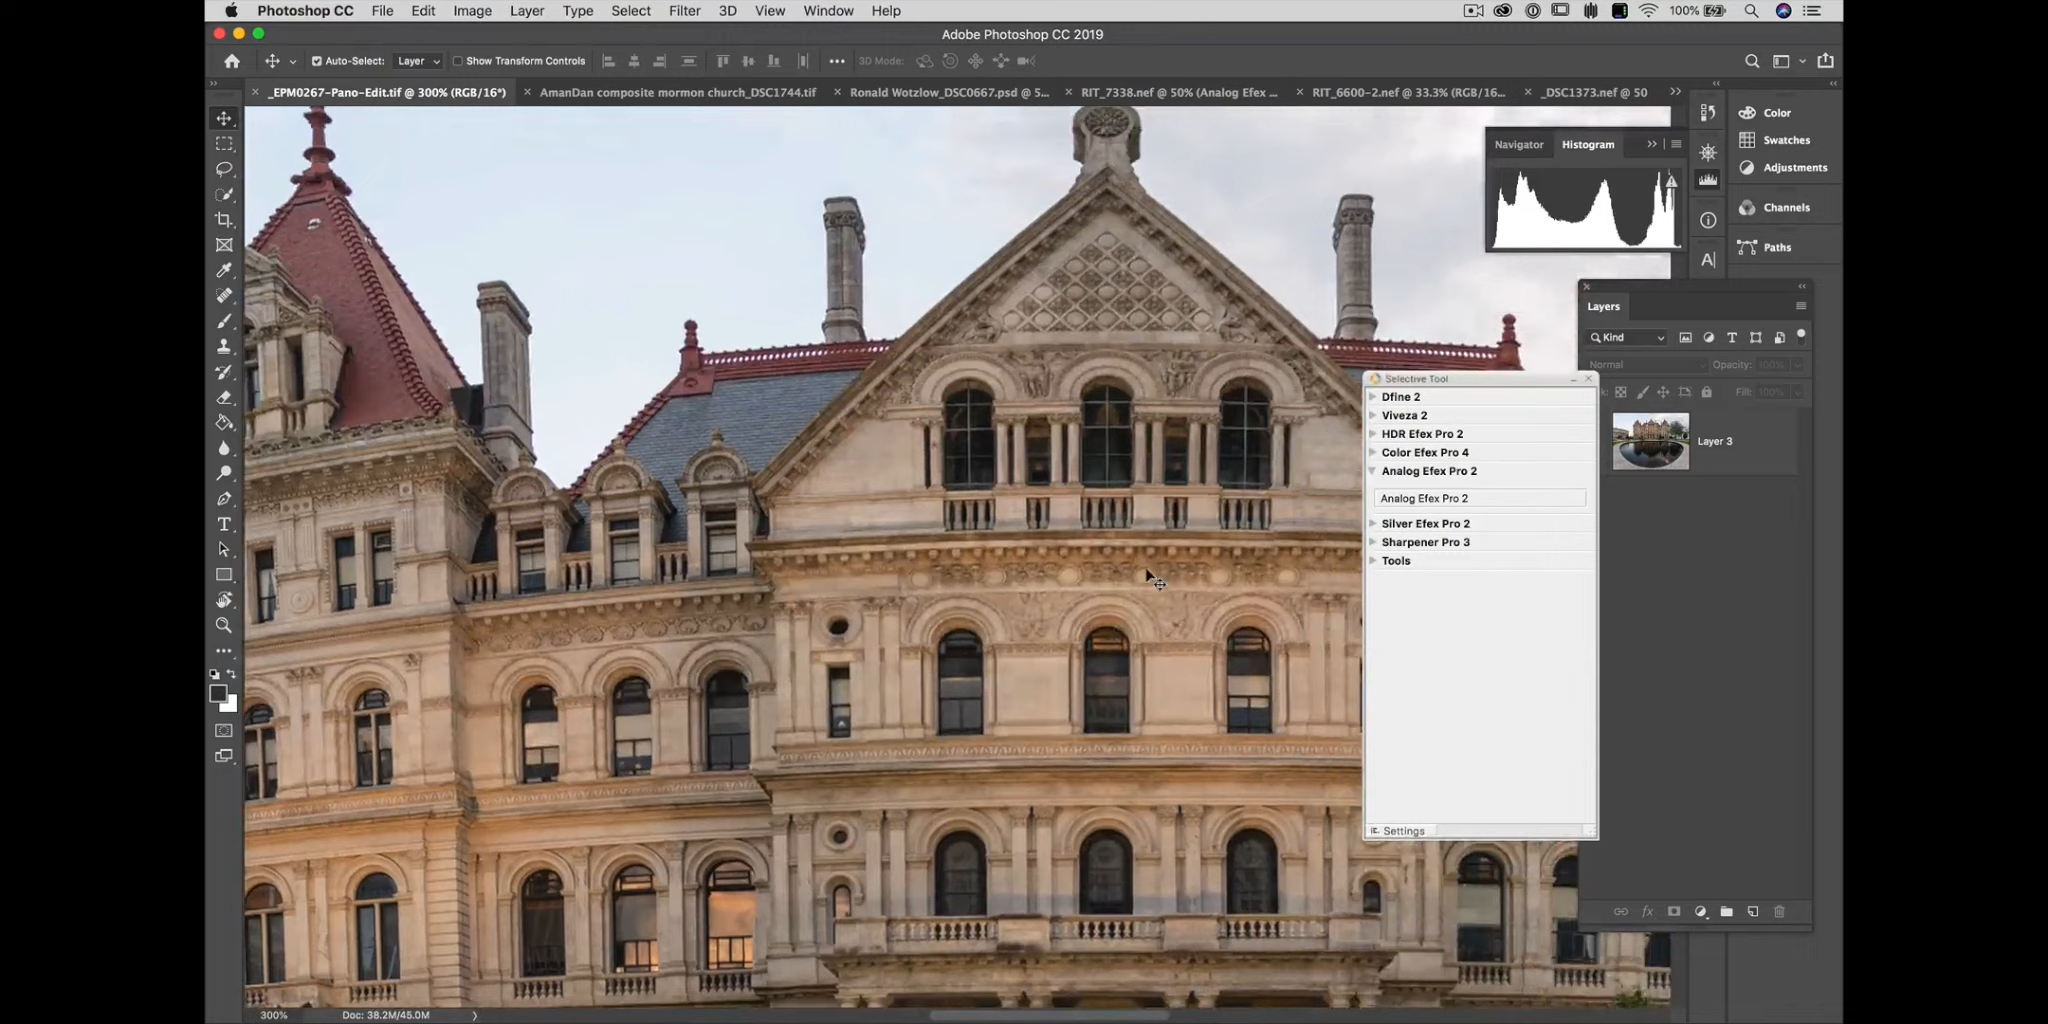 Photoshop CC File Edit Image Layer Type Select Filter 3D View Window Help 100%
Adobe Photoshop CC 2019
Auto-Select: Layer Show Transform Controls 3D Mode:
_EPM0267-Pano-Edit.tif @ 300% (RGB/16*) AmanDan composite mormon church_DSC1744.tif Ronald Wotzlow_DSC0667.psd @ 5... RIT_7338.nef @ 50% (Analog Efex ... RIT_6600-2.nef @ 33.3% (RGB/16... _DSC1373.nef @ 50
Color
Navigator Histogram
Swatches
Adjustments
Channels
Paths
Layers
Kind
Normal Opacity: 100%
Selective Tool
k: Fill: 100%
Dfine 2
Viveza 2
HDR Efex Pro 2
Layer 3
Color Efex Pro 4
Analog Efex Pro 2
Analog Efex Pro 2
Silver Efex Pro 2
Sharpener Pro 3
Tools
Settings
fx
300% Doc: 38.2M/45.0M